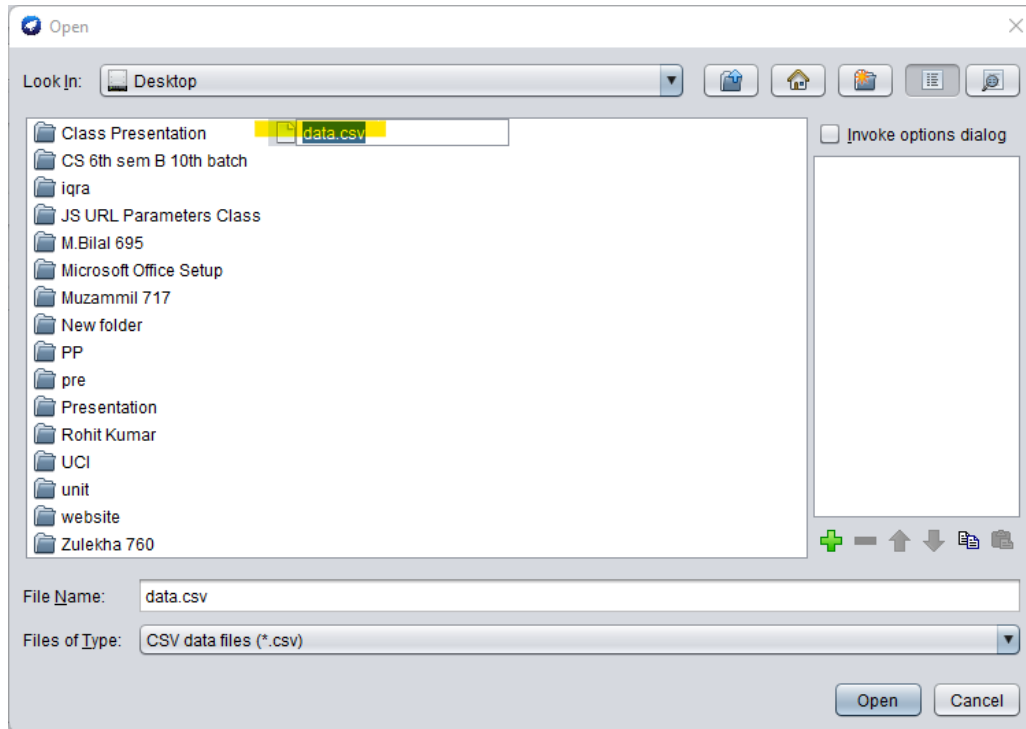 Open
Look In: Desktop
Class Presentation data.csv
Invoke options dialog
CS 6th sem B 10th batch
iqra
JS URL Parameters Class
M.Bilal 695
Microsoft Office Setup
Muzammil 717
New folder
PP
pre
Presentation
Rohit Kumar
UCI
unit
website
Zulekha 760
File Name: data.csv
Files of Type: CSV data files (*.csv)
Open Cancel